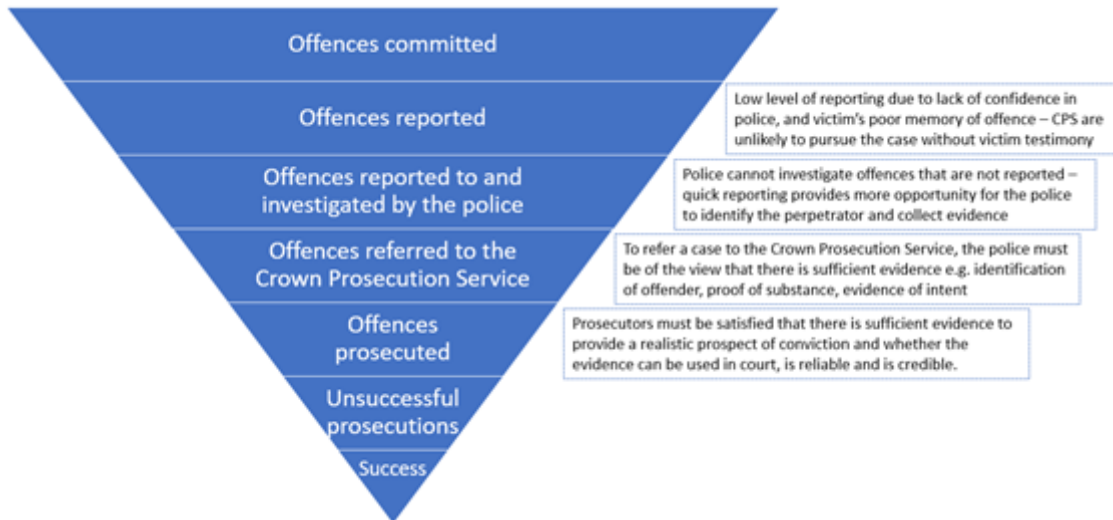 Offences committed
Offences reported
Low level of reporting due to lack of confidence in
police, and victim's poor memory of offence – CPS are
unlikely to pursue the case without victim testimony
Offences reported to and
investigated by the police
Police cannot investigate offences that are not reported –
quick reporting provides more opportunity for the police
to identify the perpetrator and collect evidence
Offences referred to the
Crown Prosecution Service
To refer a case to the Crown Prosecution Service, the police must
be of the view that there is sufficient evidence e.g. identification
of offender, proof of substance, evidence of intent
Offences
prosecuted
Prosecutors must be satisfied that there is sufficient evidence to
provide a realistic prospect of conviction and whether the
evidence can be used in court, is reliable and is credible.
Unsuccessful
prosecutions
Success